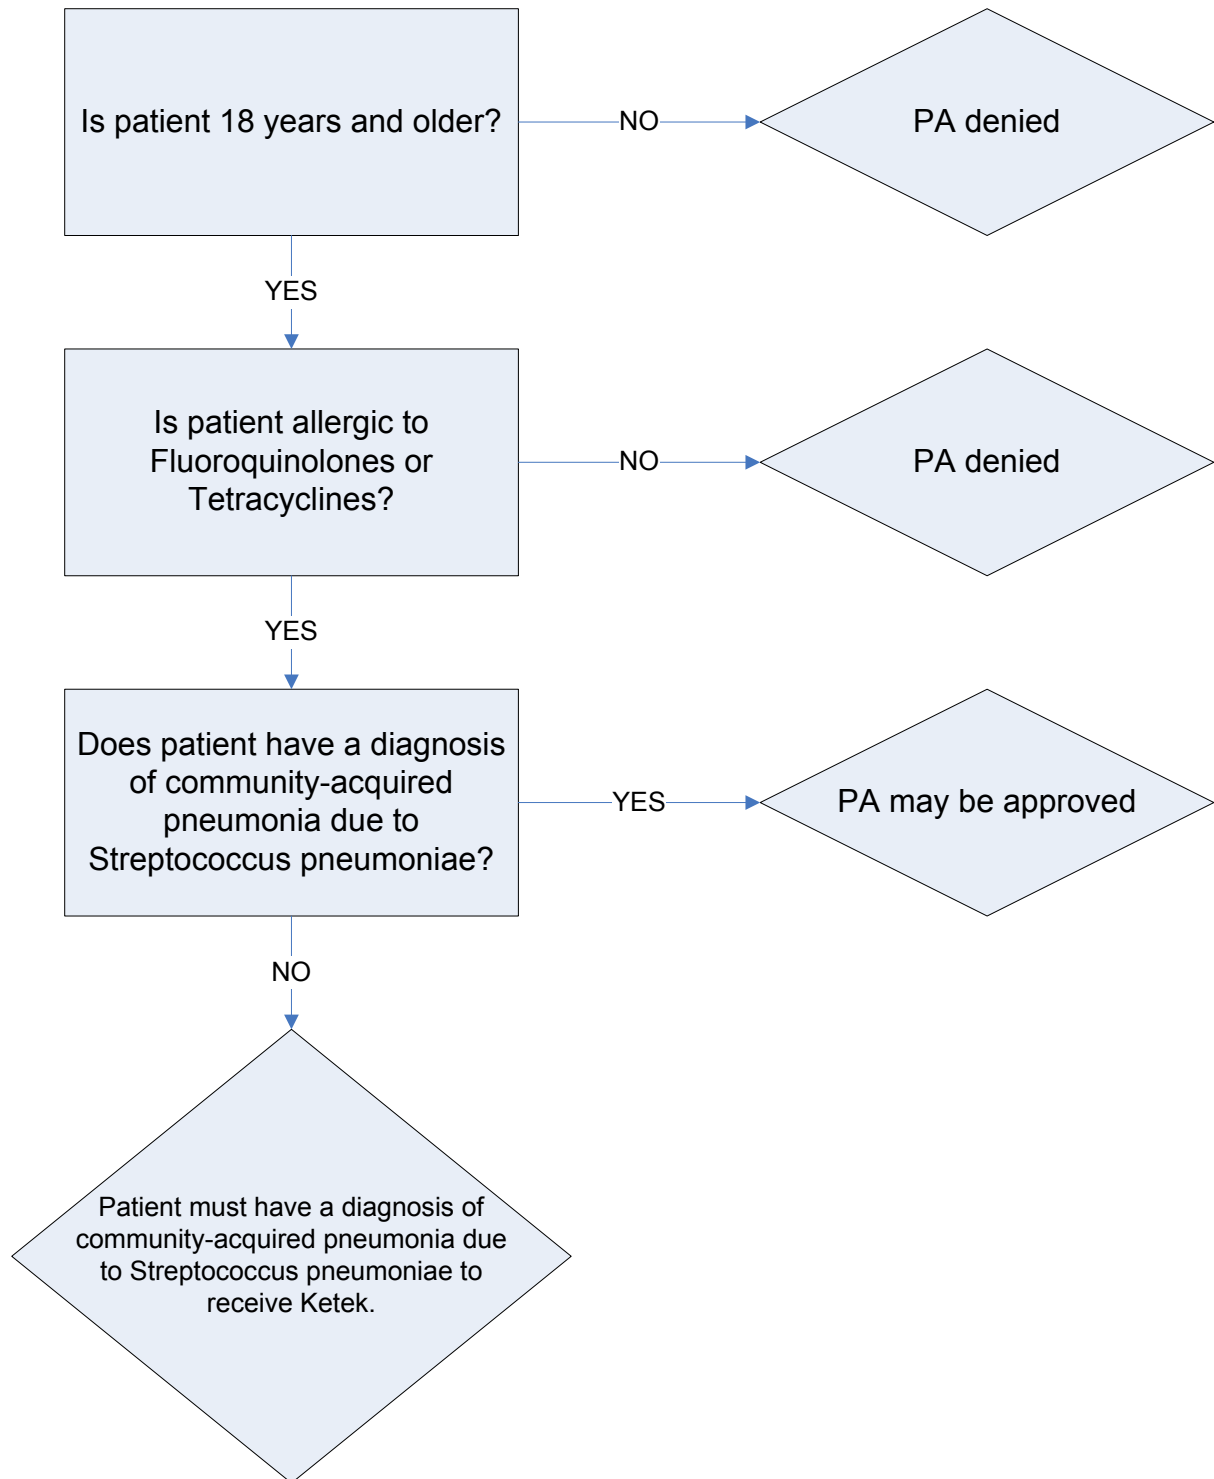 Is patient 18 years and older?
NO
PA denied
YES
Is patient allergic to
Fluoroquinolones or
Tetracyclines?
NO
PA denied
YES
Does patient have a diagnosis
of community-acquired
pneumonia due to
Streptococcus pneumoniae?
YES
PA may be approved
NO
Patient must have a diagnosis of
community-acquired pneumonia due
to Streptococcus pneumoniae to
receive Ketek.